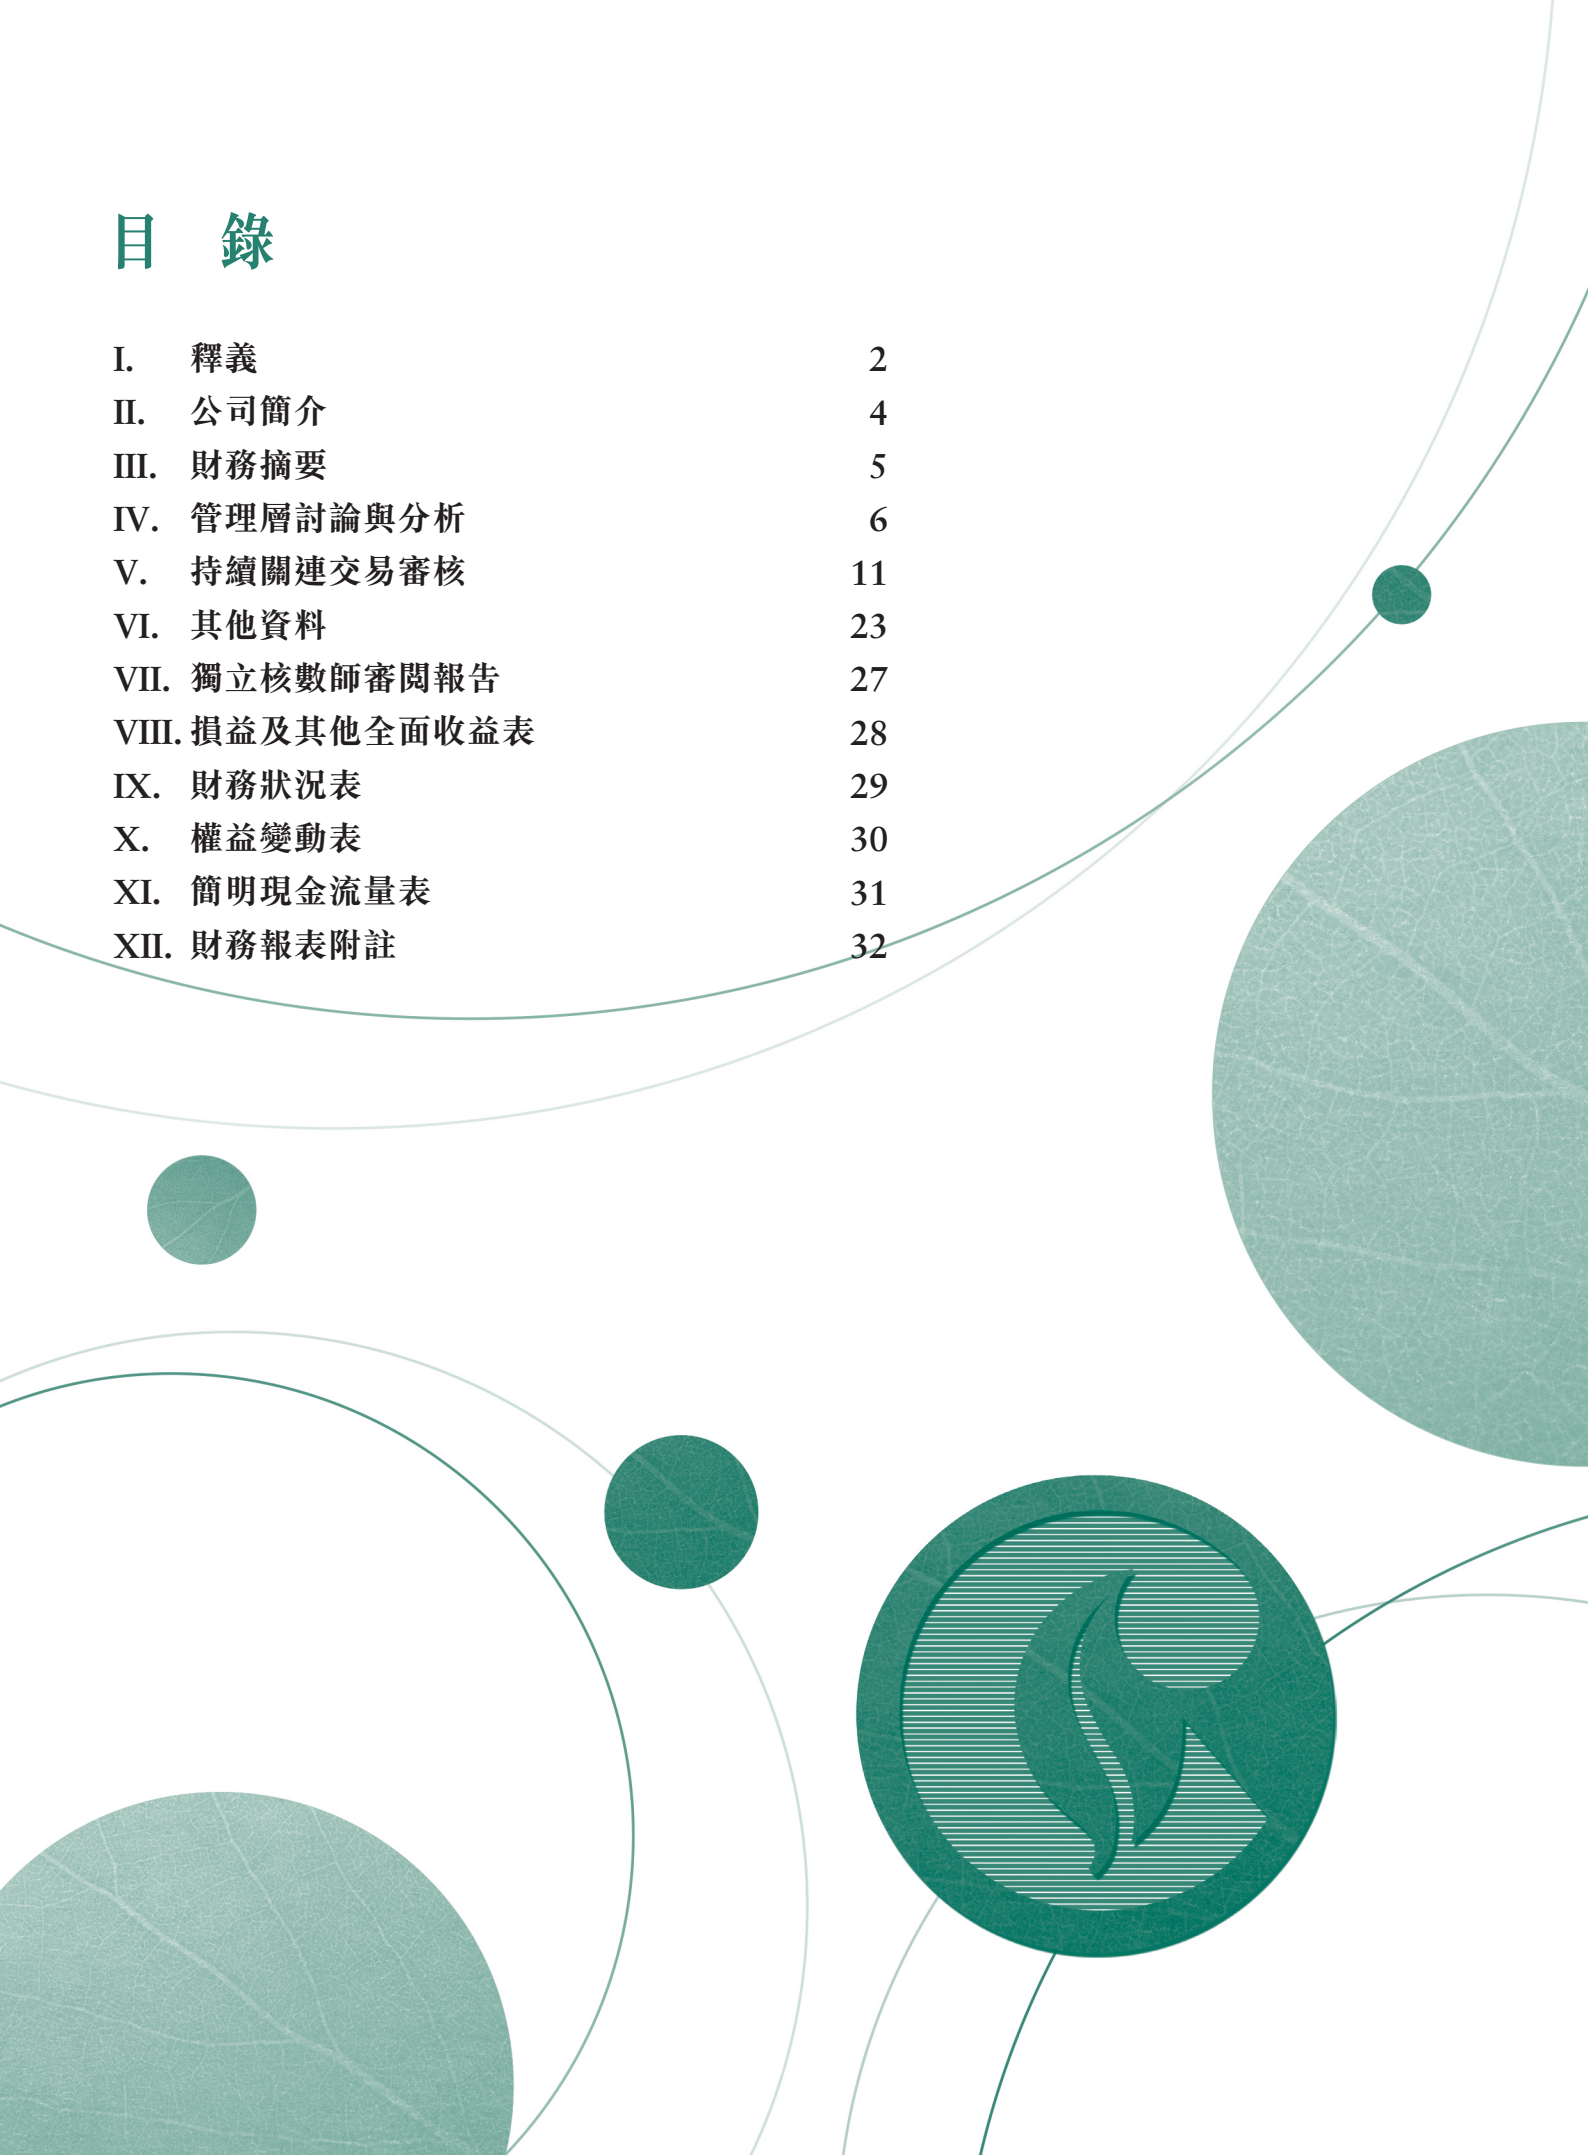 目 錄
I. 釋義 2
II. 公司簡介 4
III. 財務摘要 5
IV. 管理層討論與分析 6
V. 持續關連交易審核 11
VI. 其他資料 23
VII. 獨立核數師審閱報告 27
VIII. 損益及其他全面收益表 28
IX. 財務狀況表 29
X. 權益變動表 30
XI. 簡明現金流量表 31
XII. 財務報表附註 32